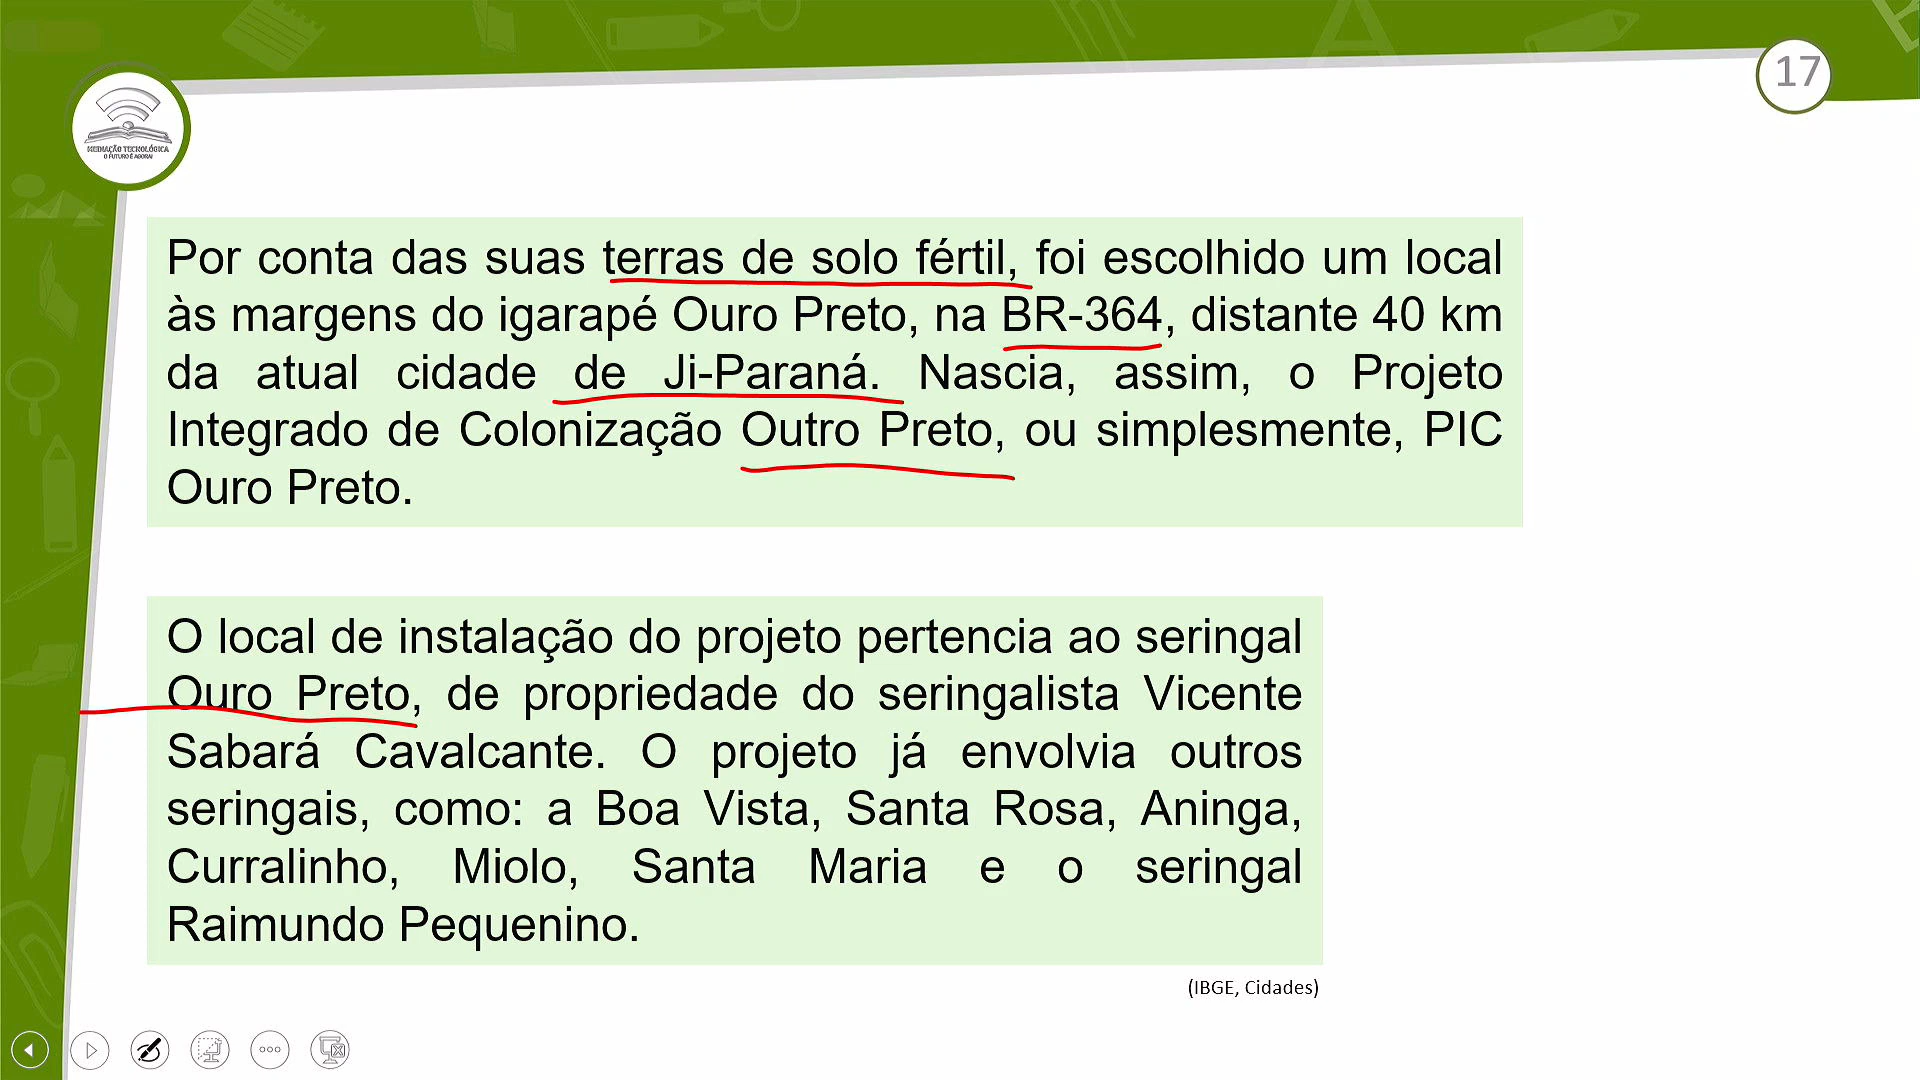 17
MEDIAÇÃO TECNOLÓGICA
O FUTURO É AGORA!
Por conta das suas terras de solo fértil, foi escolhido um local
às margens do igarapé Ouro Preto, na BR-364, distante 40 km
da atual cidade de Ji-Paraná. Nascia, assim, o Projeto
Integrado de Colonização Outro Preto, ou simplesmente, PIC
Ouro Preto.
O local de instalação do projeto pertencia ao seringal
Ouro Preto, de propriedade do seringalista Vicente
Sabará Cavalcante. O projeto já envolvia outros
seringais, como: a Boa Vista, Santa Rosa, Aninga,
Curralinho, Miolo, Santa Maria e o seringal
Raimundo Pequenino.
(IBGE, Cidades)